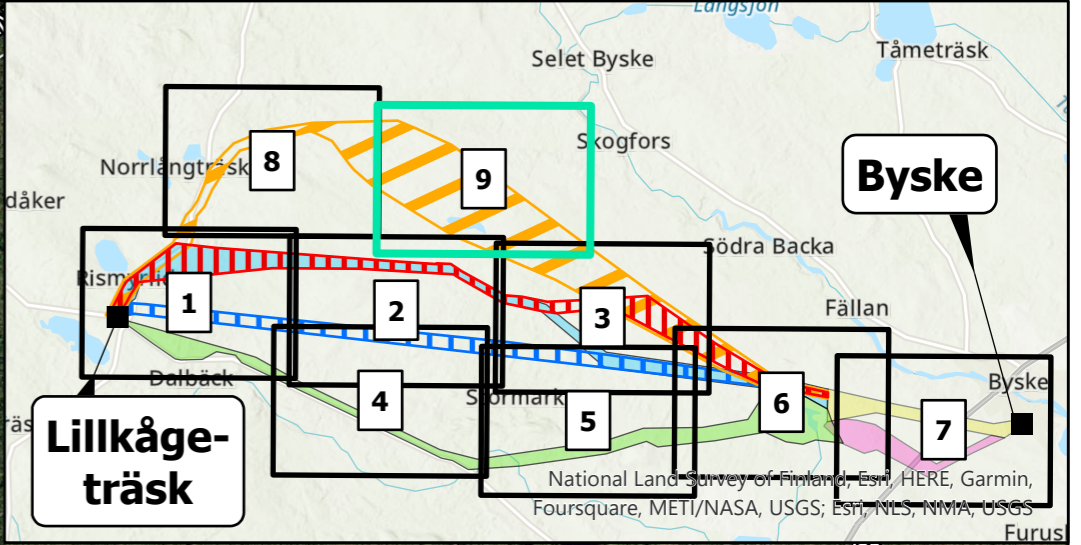 Långsjön
Selet Byske
Tåmeträsk
Skogfors
Norrlångträsk
8
9
Byske
dåker
Södra Backa
Rismyrlid
1
2
3
Fällan
Dalbäck
4
Stormark
5
6
7
Byske
Lillkåge-
träsk
räs
National Land Survey of Finland, Esri, HERE, Garmin,
Foursquare, METI/NASA, USGS; Esri, NLS, NMA, USGS
Furus